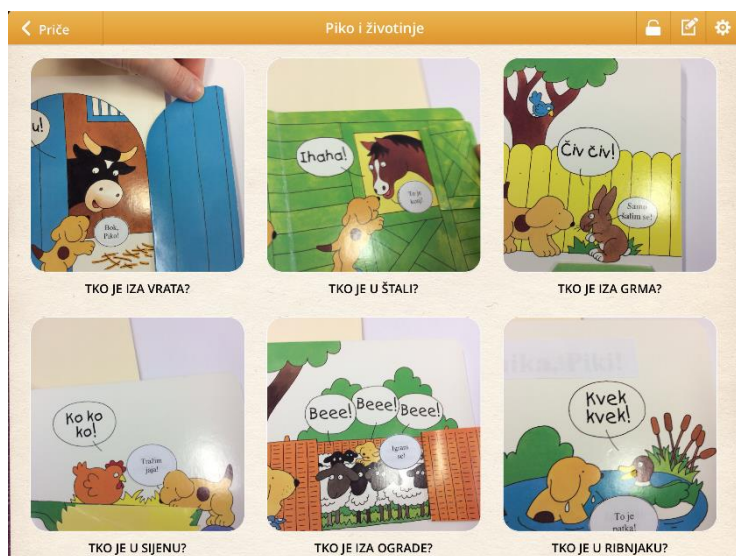 Priče
Piko i životinje
u!
Bok,
Piko!
TKO JE IZA VRATA?
Ihaha!
To je
konj!
TKO JE U ŠTALI?
Čiv čiv!
Samo
šalim se!
TKO JE IZA GRMA?
Ko ko
ko!
Tražim
jaja!
TKO JE U SIJENU?
Beee!
Beee!
Beee!
Igram
se!
TKO JE IZA OGRADE?
Kvek
kvek!
To je
patka!
TKO JE U RIBNJAKU?